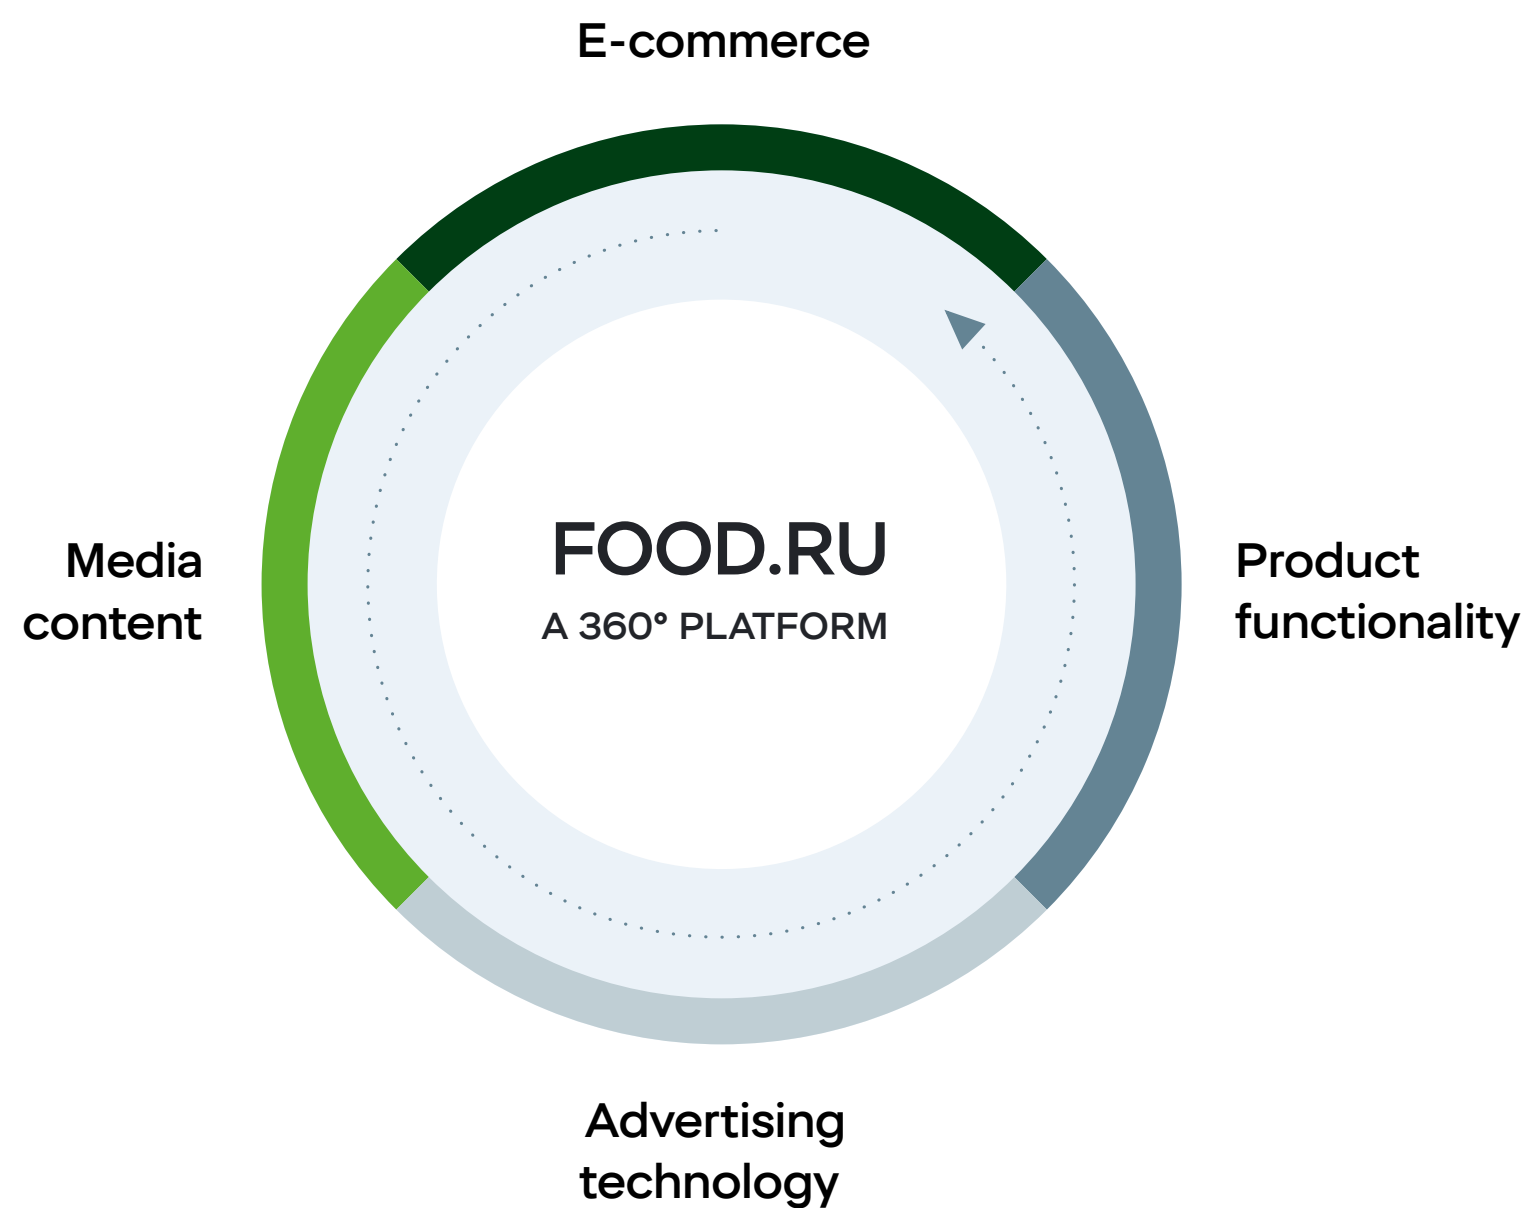 E-commerce
Media
content
FOOD.RU
A 360° PLATFORM
Product
functionality
Advertising
technology